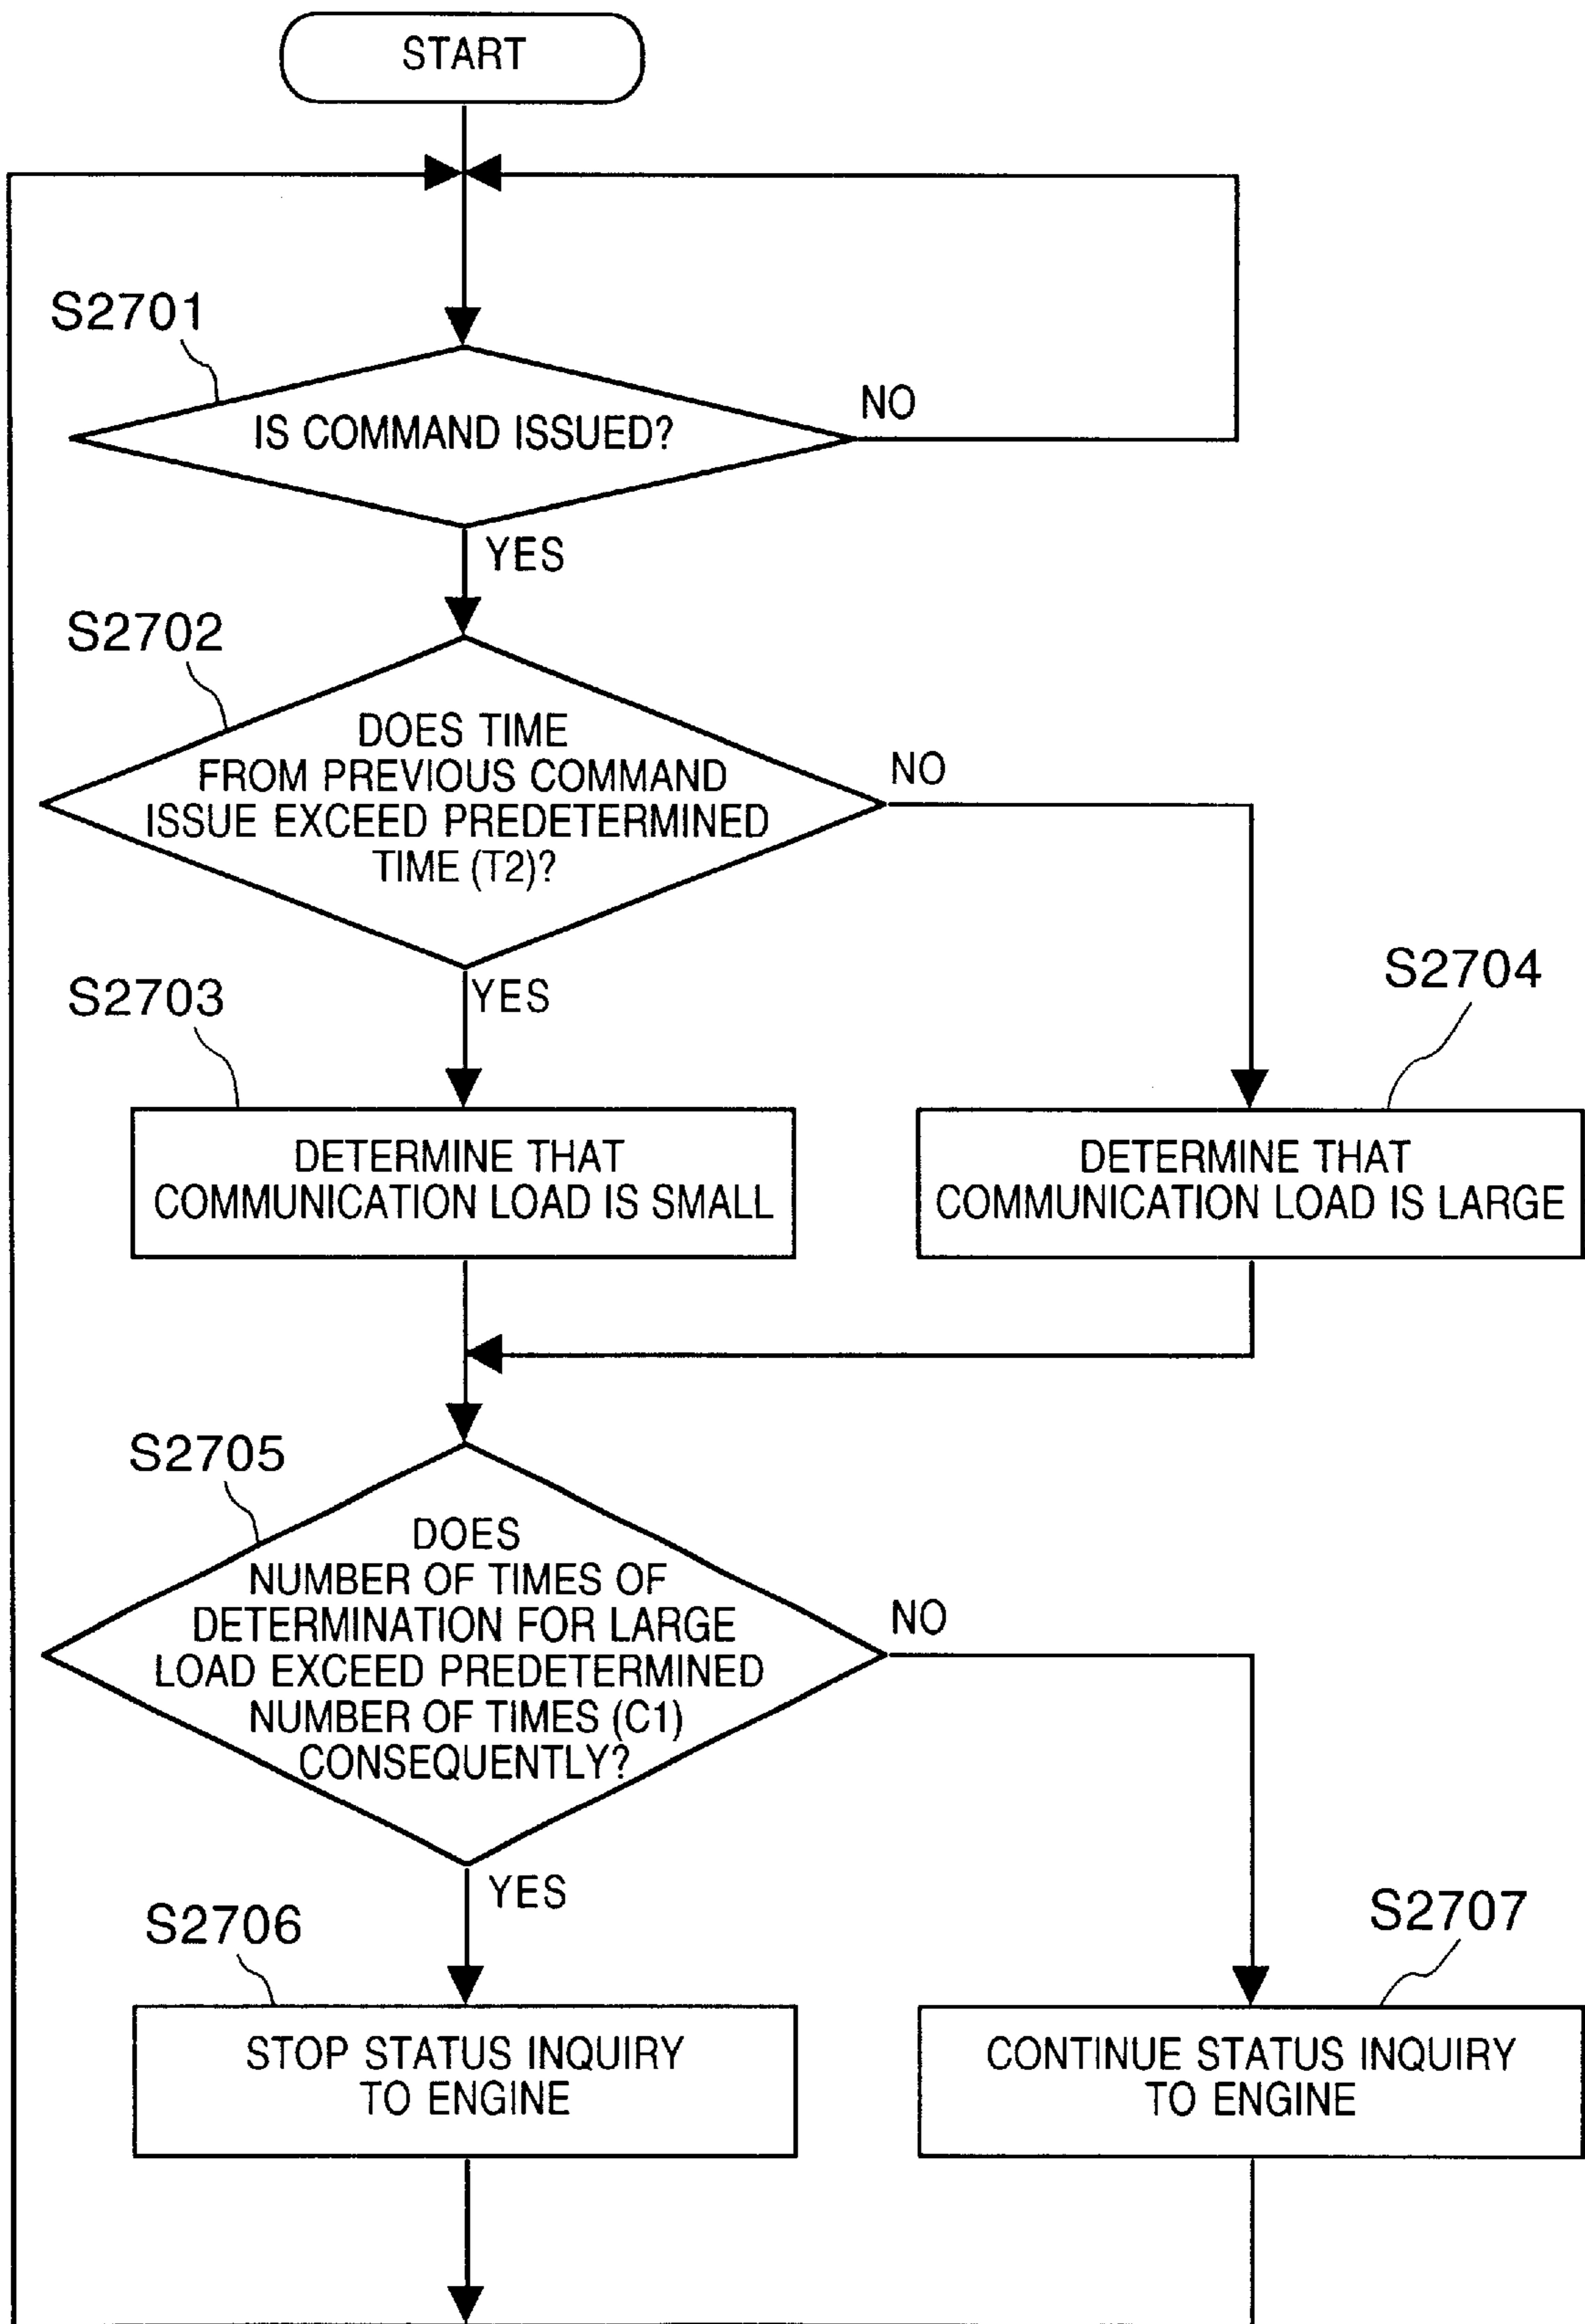 START
S2701
IS COMMAND ISSUED?
NO
YES
S2702
DOES TIME
FROM PREVIOUS COMMAND
ISSUE EXCEED PREDETERMINED
TIME (T2)?
NO
YES
S2703
S2704
DETERMINE THAT
COMMUNICATION LOAD IS SMALL
DETERMINE THAT
COMMUNICATION LOAD IS LARGE
S2705
DOES
NUMBER OF TIMES OF
DETERMINATION FOR LARGE
LOAD EXCEED PREDETERMINED
NUMBER OF TIMES (C1)
CONSEQUENTLY?
NO
YES
S2706
S2707
STOP STATUS INQUIRY
TO ENGINE
CONTINUE STATUS INQUIRY
TO ENGINE